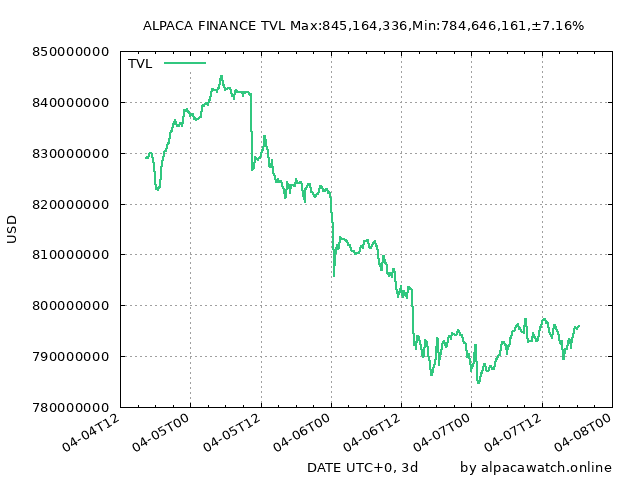 ALPACA FINANCE TVL Max:845,164,336,Min:784,646,161,±7.16%
850000000
TVL
840000000
830000000
820000000
USD
810000000
800000000
790000000
780000000
04-04T12
04-05T00
04-05T12
04-06T00
04-06T12
04-07T00
04-07T12
04-08T00
DATE UTC+0, 3d
by alpacawatch.online